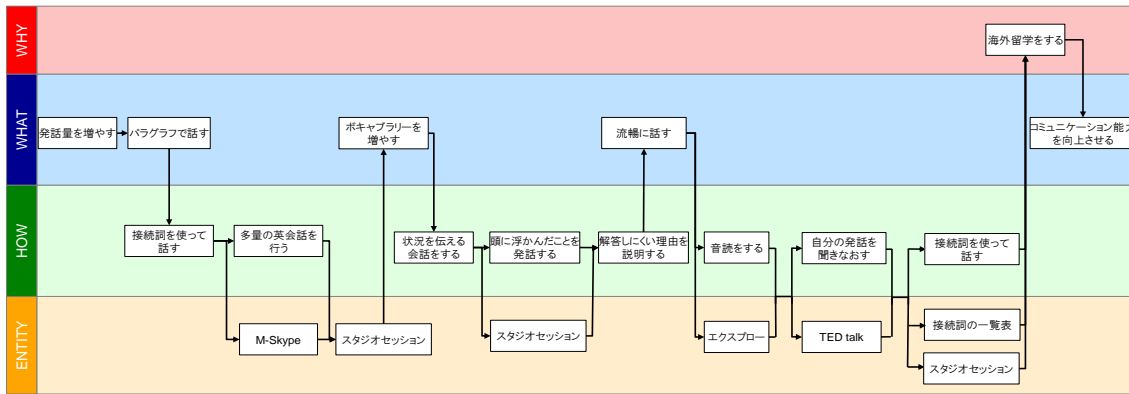 WHY
海外留学をする
WHAT
発話量を増やす
パラグラフで話す
ボキャブラリーを
増やす
流暢に話す
コミュニケーション能力
を向上させる
HOW
接続詞を使って
話す
多量の英会話を
行う
状況を伝える
会話をする
頭に浮かんだことを
発話する
解答しにくい理由を
説明する
音読をする
自分の発話を
聞きなおす
接続詞を使って
話す
ENTITY
M-Skype
スタジオセッション
スタジオセッション
エクスプロー
TED talk
接続詞の一覧表
スタジオセッション